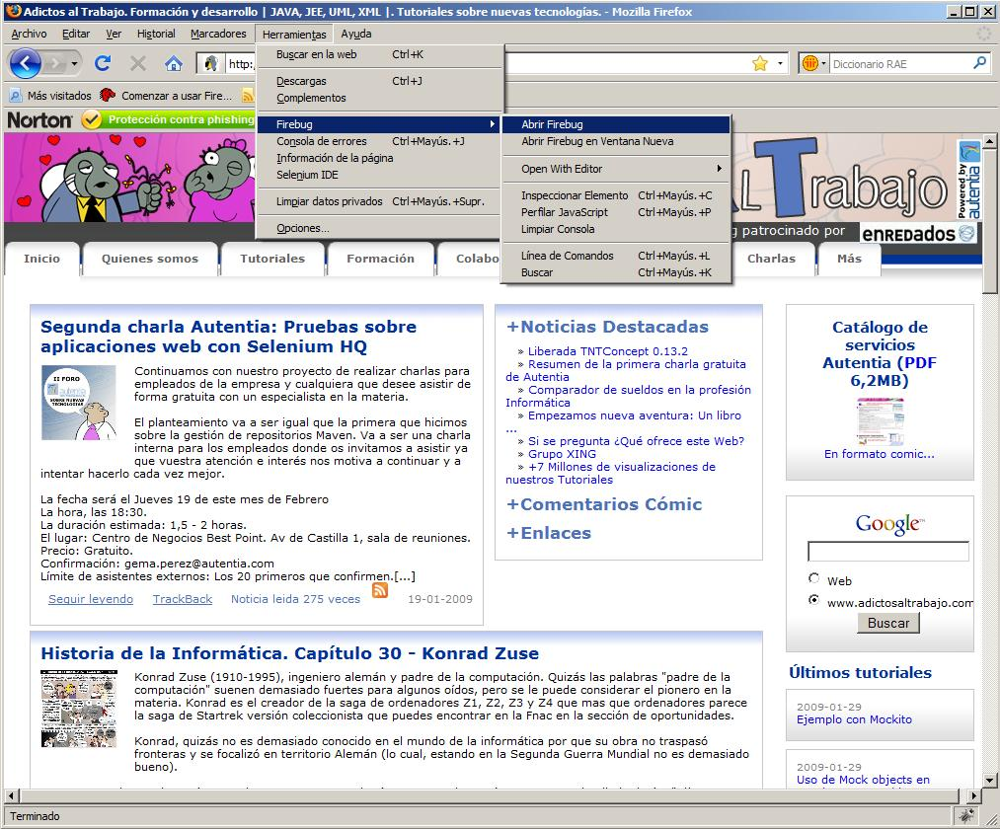 Adictos al Trabajo. Formación y desarrollo | JAVA, JEE, UML, XML |. Tutoriales sobre nuevas tecnologías. - Mozilla Firefox
Archivo Editar Ver Historial Marcadores Herramientas Ayuda
http:
Diccionario RAE
Más visitados Comenzar a usar Fire...
Norton Protección contra phishing
Buscar en la web Ctrl+K
Descargas Ctrl+J
Complementos
Firebug
Consola de errores Ctrl+Mayús.+J
Información de la página
Selenium IDE
Limpiar datos privados Ctrl+Mayús.+Supr.
Opciones...
Abrir Firebug
Abrir Firebug en Ventana Nueva
Open With Editor
Inspeccionar Elemento Ctrl+Mayús.+C
Perfilar JavaScript Ctrl+Mayús.+P
Limpiar Consola
Línea de Comandos Ctrl+Mayús.+L
Buscar Ctrl+Mayús.+K
AL Trabajo
Powered by autentia
g patrocinado por enREDADOS
Inicio Quienes somos Tutoriales Formación Colabo Charlas Más
Segunda charla Autentia: Pruebas sobre
aplicaciones web con Selenium HQ
II FORO
autentia
SOBRE NUEVAS
TECNOLOGÍAS
Continuamos con nuestro proyecto de realizar charlas para
empleados de la empresa y cualquiera que desee asistir de
forma gratuita con un especialista en la materia.
El planteamiento va a ser igual que la primera que hicimos
sobre la gestión de repositorios Maven. Va a ser una charla
interna para los empleados donde os invitamos a asistir ya
que vuestra atención e interés nos motiva a continuar y a
intentar hacerlo cada vez mejor.
La fecha será el Jueves 19 de este mes de Febrero
La hora, las 18:30.
La duración estimada: 1,5 - 2 horas.
El lugar: Centro de Negocios Best Point. Av de Castilla 1, sala de reuniones.
Precio: Gratuito.
Confirmación: gema.perez@autentia.com
Límite de asistentes externos: Los 20 primeros que confirmen.[...]
Seguir leyendo TrackBack Noticia leida 275 veces 19-01-2009
+Noticias Destacadas
» Liberada TNTConcept 0.13.2
» Resumen de la primera charla gratuita
de Autentia
» Comparador de sueldos en la profesión
Informática
» Empezamos nueva aventura: Un libro
...
» Si se pregunta ¿Qué ofrece este Web?
» Grupo XING
» +7 Millones de visualizaciones de
nuestros Tutoriales
+Comentarios Cómic
+Enlaces
Catálogo de
servicios
Autentia (PDF
6,2MB)
En formato comic...
Google™
Web
www.adictosaltrabajo.com
Buscar
Historia de la Informática. Capítulo 30 - Konrad Zuse
Konrad Zuse (1910-1995), ingeniero alemán y padre de la computación. Quizás las palabras "padre de la
computación" suenen demasiado fuertes para algunos oídos, pero se le puede considerar el pionero en la
materia. Konrad es el creador de la saga de ordenadores Z1, Z2, Z3 y Z4 que mas que ordenadores parece
la saga de Startrek versión coleccionista que puedes encontrar en la Fnac en la sección de oportunidades.
Konrad, quizás no es demasiado conocido en el mundo de la informática por que su obra no traspasó
fronteras y se focalizó en territorio Alemán (lo cual, estando en la Segunda Guerra Mundial no es demasiado
bueno).
Últimos tutoriales
2009-01-29
Ejemplo con Mockito
2009-01-29
Uso de Mock objects en
Terminado